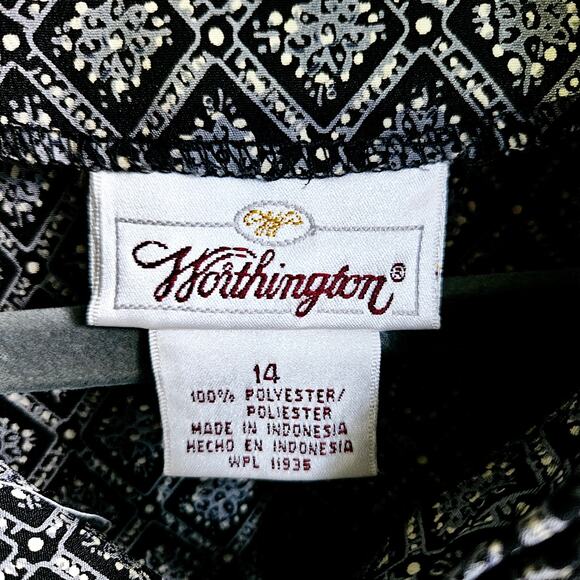 Worthington®
14
100% POLYESTER/
POLIESTER
MADE IN INDONESIA
HECHO EN INDONESIA
WPL 11935